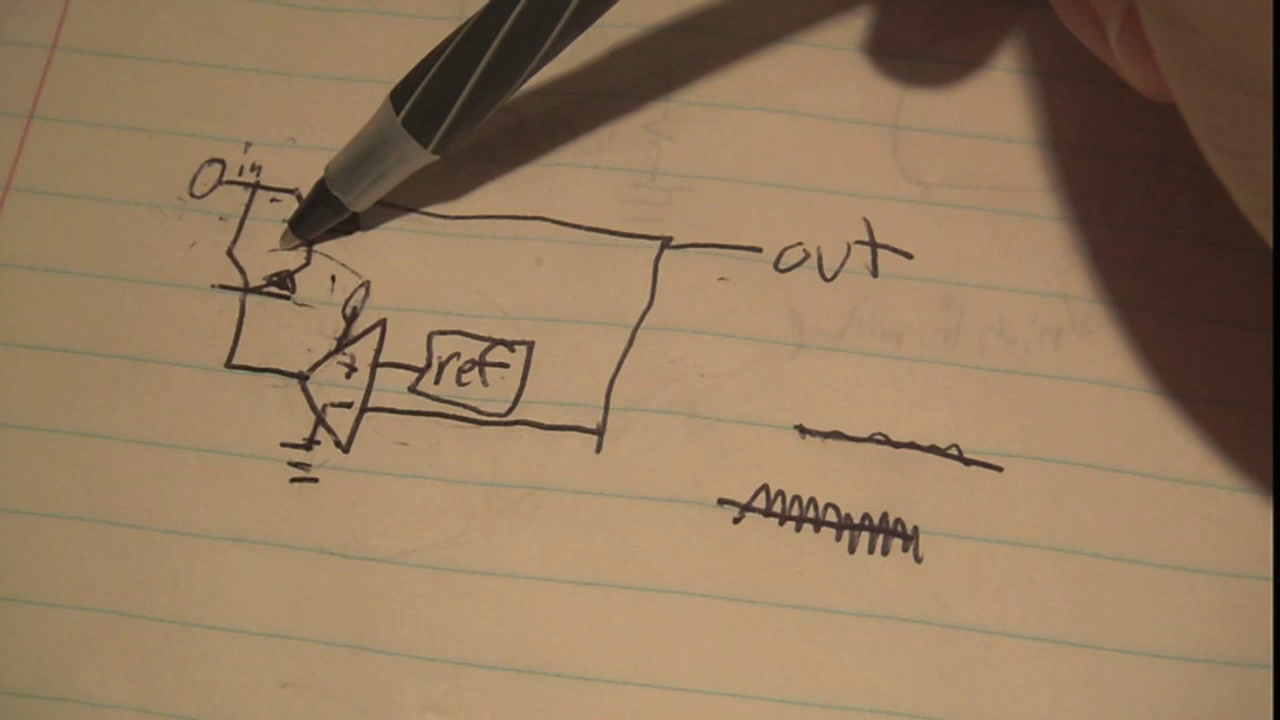 in
out
ref
+
-